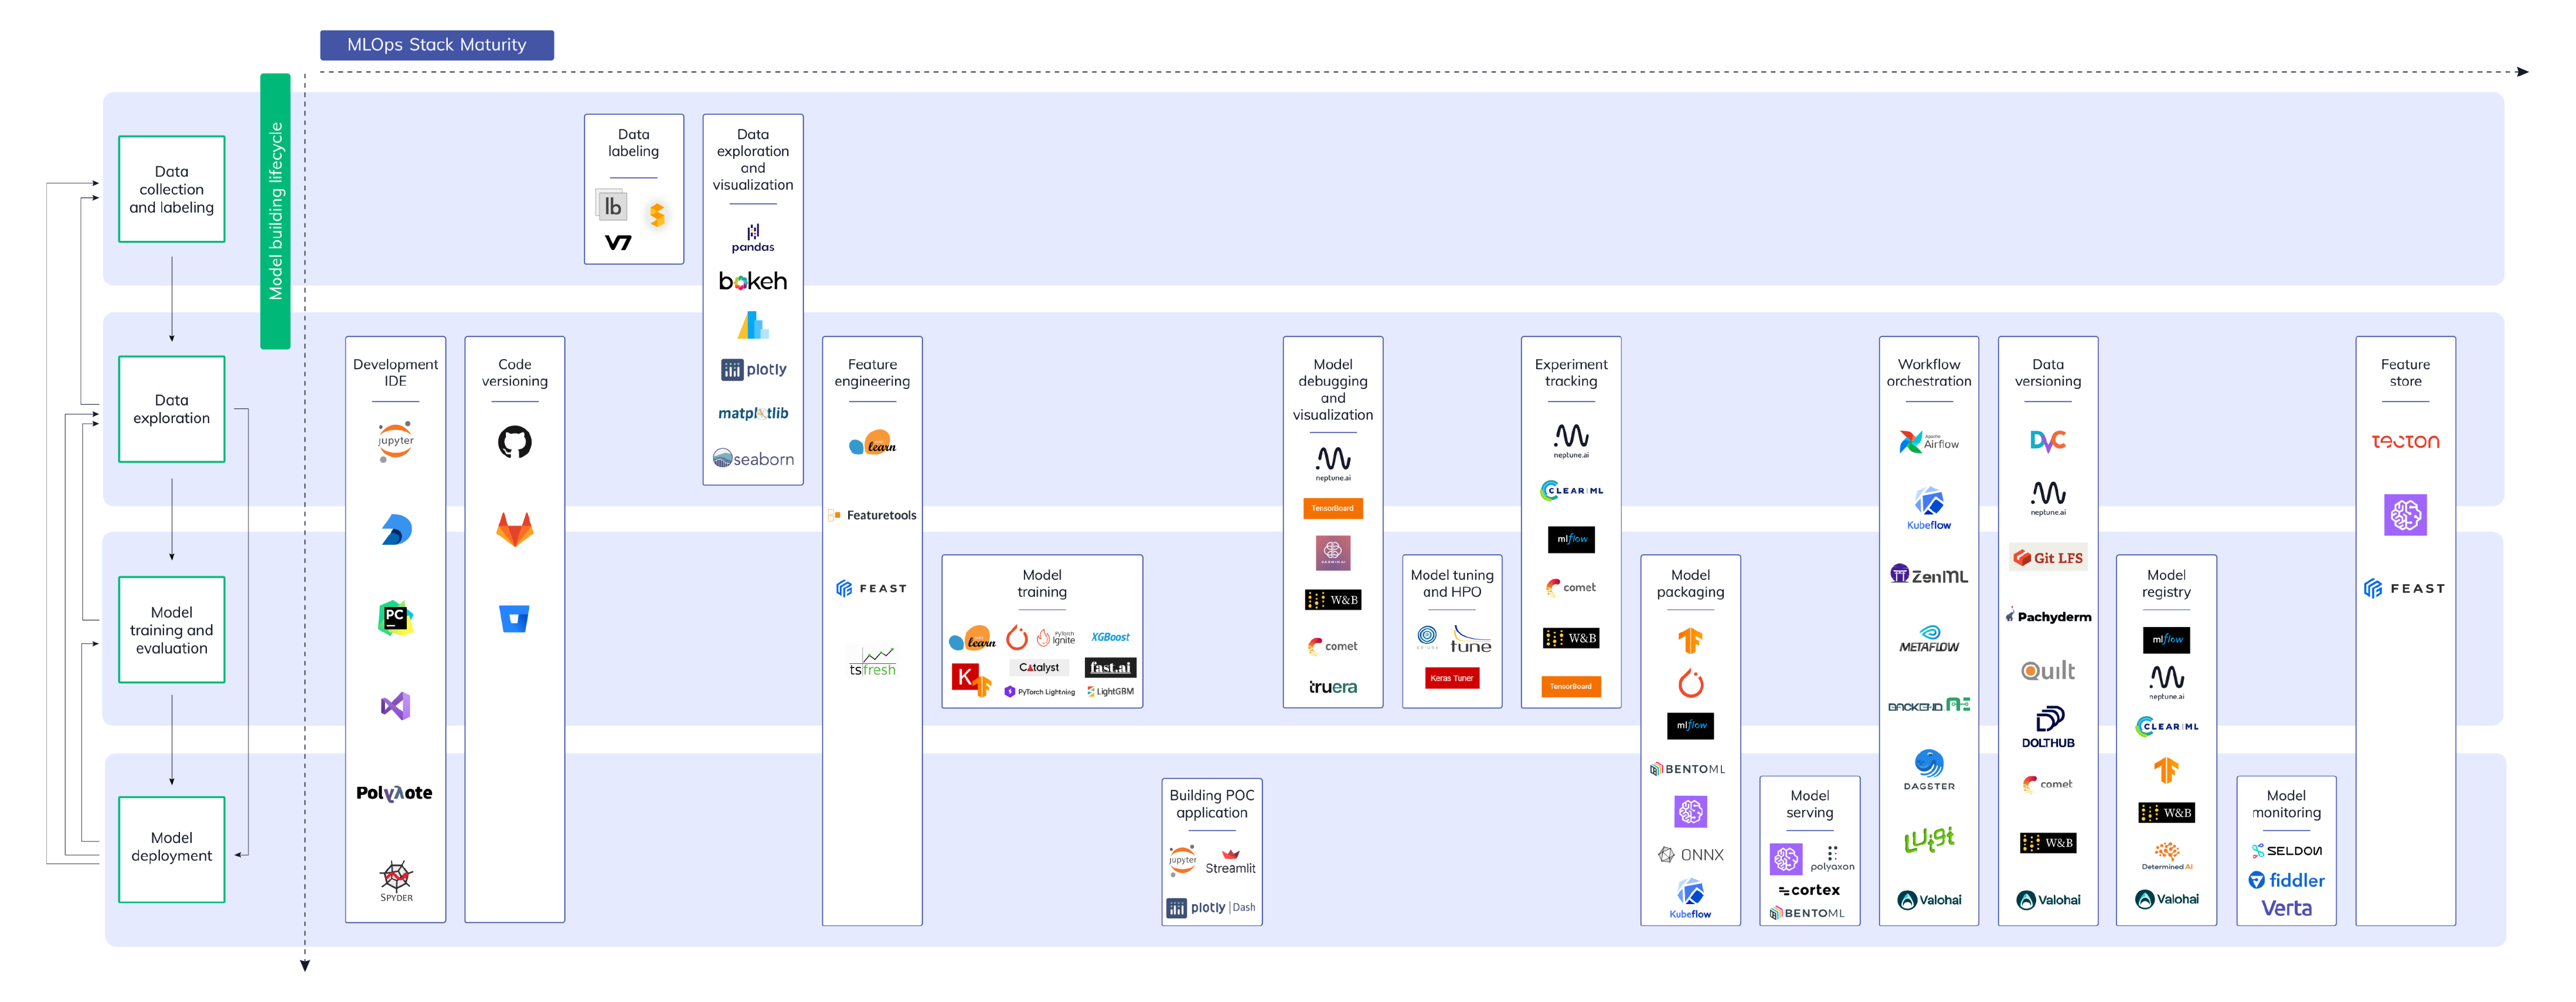 MLOps Stack Maturity
Model building lifecycle
Data
collection
and labeling
Data
exploration
Model
training and
evaluation
Model
deployment
Data
labeling
lb
V7
Data
exploration
and
visualization
pandas
bokeh
plotly
matplotlib
seaborn
Development
IDE
jupyter
PC
Polyλote
SPYDER
Code
versioning
Feature
engineering
learn
Featuretools
FEAST
tsfresh
Model
training
learn
PyTorch
Ignite
XGBoost
K
Catalyst
fast.ai
PyTorch Lightning
LightGBM
Building POC
application
jupyter
Streamlit
plotly | Dash
Model
debugging
and
visualization
neptune.ai
TensorBoard
W&B
comet
truera
Model tuning
and HPO
tune
Keras Tuner
Experiment
tracking
neptune.ai
CLEAR|ML
mlflow
comet
W&B
TensorBoard
Model
packaging
mlflow
BENTOML
ONNX
Kubeflow
Model
serving
polyaxon
cortex
BENTOML
Workflow
orchestration
Apache
Airflow
Kubeflow
ZenML
METAFLOW
BACKEND
DAGSTER
Luigi
Valohai
Data
versioning
DVC
neptune.ai
Git LFS
Pachyderm
Quilt
DOLTHUB
comet
W&B
Valohai
Model
registry
mlflow
neptune.ai
CLEAR|ML
W&B
Determined AI
Valohai
Model
monitoring
SELDON
fiddler
Verta
Feature
store
TECTON
FEAST